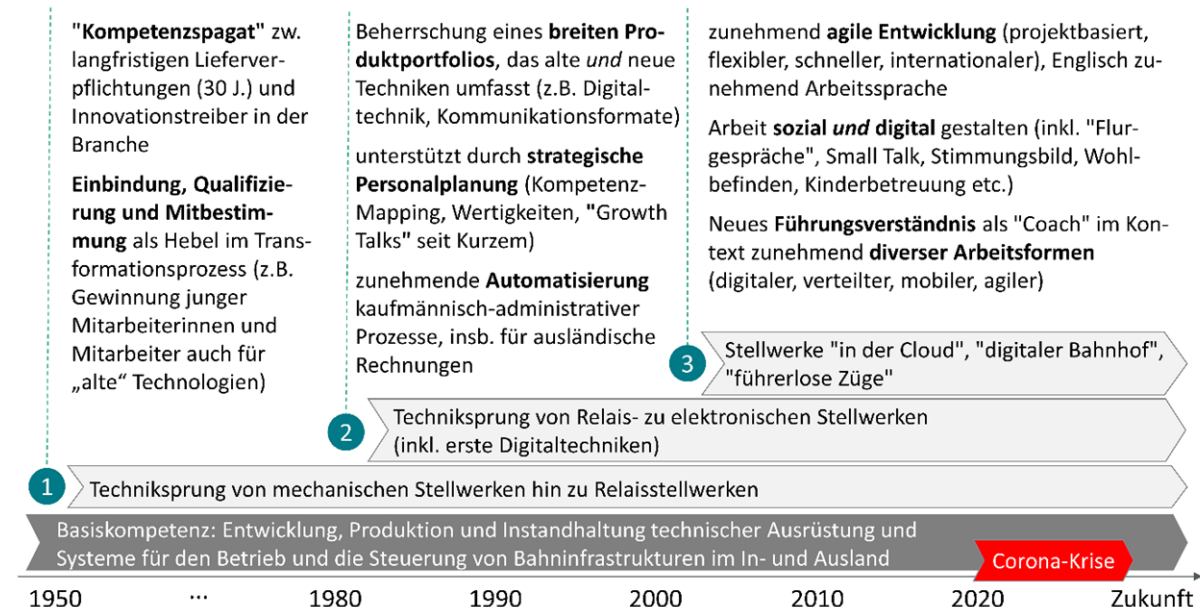 "Kompetenzspagat" zw.
langfristigen Lieferver-
pflichtungen (30 J.) und
Innovationstreiber in der
Branche
Einbindung, Qualifizie-
rung und Mitbestim-
mung als Hebel im Trans-
formationsprozess (z.B.
Gewinnung junger
Mitarbeiterinnen und
Mitarbeiter auch für
„alte“ Technologien)
Beherrschung eines breiten Pro-
duktportfolios, das alte und neue
Techniken umfasst (z.B. Digital-
technik, Kommunikationsformate)
unterstützt durch strategische
Personalplanung (Kompetenz-
Mapping, Wertigkeiten, "Growth
Talks" seit Kurzem)
zunehmende Automatisierung
kaufmännisch-administrativer
Prozesse, insb. für ausländische
Rechnungen
zunehmend agile Entwicklung (projektbasiert,
flexibler, schneller, internationaler), Englisch zu-
nehmend Arbeitssprache
Arbeit sozial und digital gestalten (inkl. "Flur-
gespräche", Small Talk, Stimmungsbild, Wohl-
befinden, Kinderbetreuung etc.)
Neues Führungsverständnis als "Coach" im Kon-
text zunehmend diverser Arbeitsformen
(digitaler, verteilter, mobiler, agiler)
3 Stellwerke "in der Cloud", "digitaler Bahnhof",
"führerlose Züge"
2 Techniksprung von Relais- zu elektronischen Stellwerken
(inkl. erste Digitaltechniken)
1 Techniksprung von mechanischen Stellwerken hin zu Relaisstellwerken
Basiskompetenz: Entwicklung, Produktion und Instandhaltung technischer Ausrüstung und
Systeme für den Betrieb und die Steuerung von Bahninfrastrukturen im In- und Ausland
Corona-Krise
1950 ... 1980 1990 2000 2010 2020 Zukunft